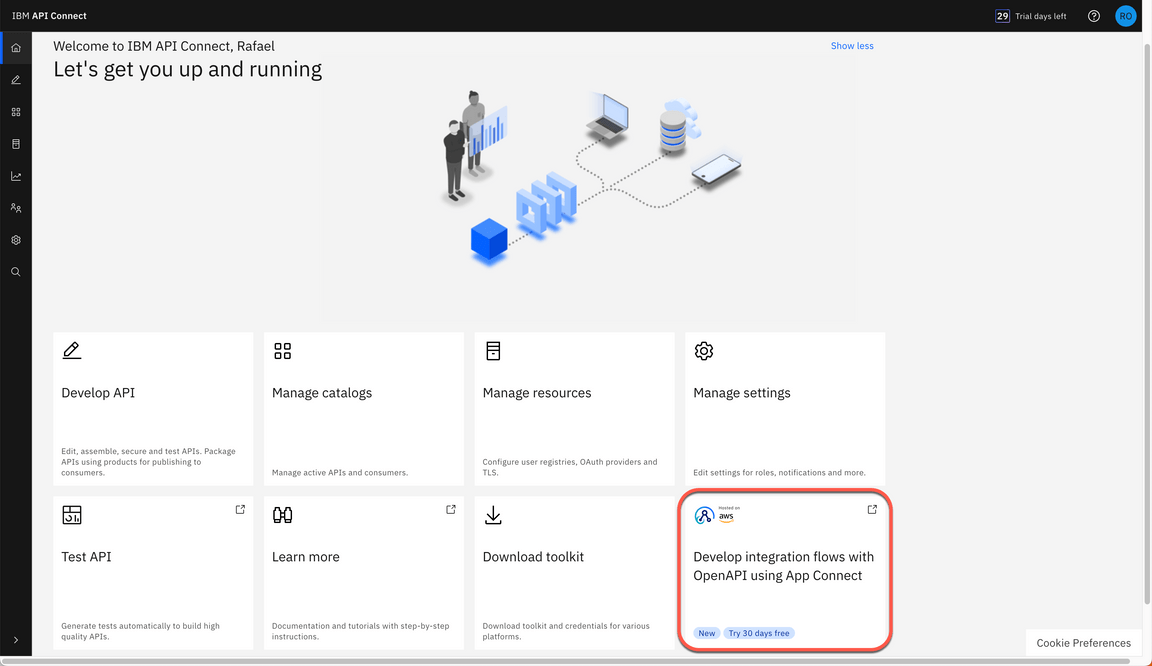 IBM API Connect
29 Trial days left
RO
Welcome to IBM API Connect, Rafael
Show less
Let's get you up and running
Develop API
Edit, assemble, secure and test APIs. Package
APIs using products for publishing to
consumers.
Manage catalogs
Manage active APIs and consumers.
Manage resources
Configure user registries, OAuth providers and
TLS.
Manage settings
Edit settings for roles, notifications and more.
Test API
Generate tests automatically to build high
quality APIs.
Learn more
Documentation and tutorials with step-by-step
instructions.
Download toolkit
Download toolkit and credentials for various
platforms.
Hosted on
aws
Develop integration flows with
OpenAPI using App Connect
New
Try 30 days free
Cookie Preferences